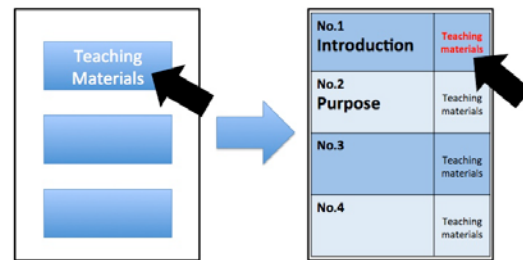 Teaching
Materials
No.1
Introduction
Teaching
materials
No.2
Purpose
Teaching
materials
No.3
Teaching
materials
No.4
Teaching
materials